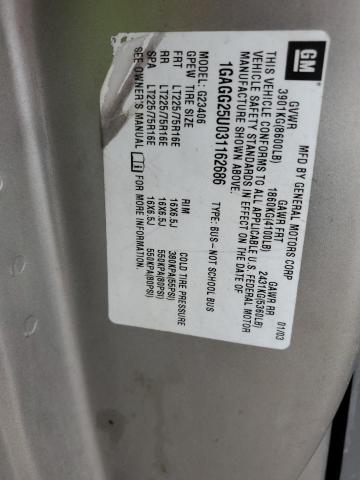 GM
MFD BY GENERAL MOTORS CORP
01/03
GVWR GAWR FRT GAWR RR
3901KG(8600LB) 1860KG(4100LB) 2431KG(5360LB)
THIS VEHICLE CONFORMS TO ALL APPLICABLE U.S. FEDERAL MOTOR
VEHICLE SAFETY STANDARDS IN EFFECT ON THE DATE OF
MANUFACTURE SHOWN ABOVE.
1GAGG25U031162686 TYPE: BUS-NOT SCHOOL BUS
MODEL: G23406
GPEW TIRE SIZE RIM COLD TIRE PRESSURE
FRT LT225/75R16E 16X6.5J 380KPA(55PSI)
RR LT225/75R16E 16X6.5J 550KPA(80PSI)
SPA LT225/75R16E 16X6.5J 550KPA(80PSI)
SEE OWNER'S MANUAL FOR MORE INFORMATION.